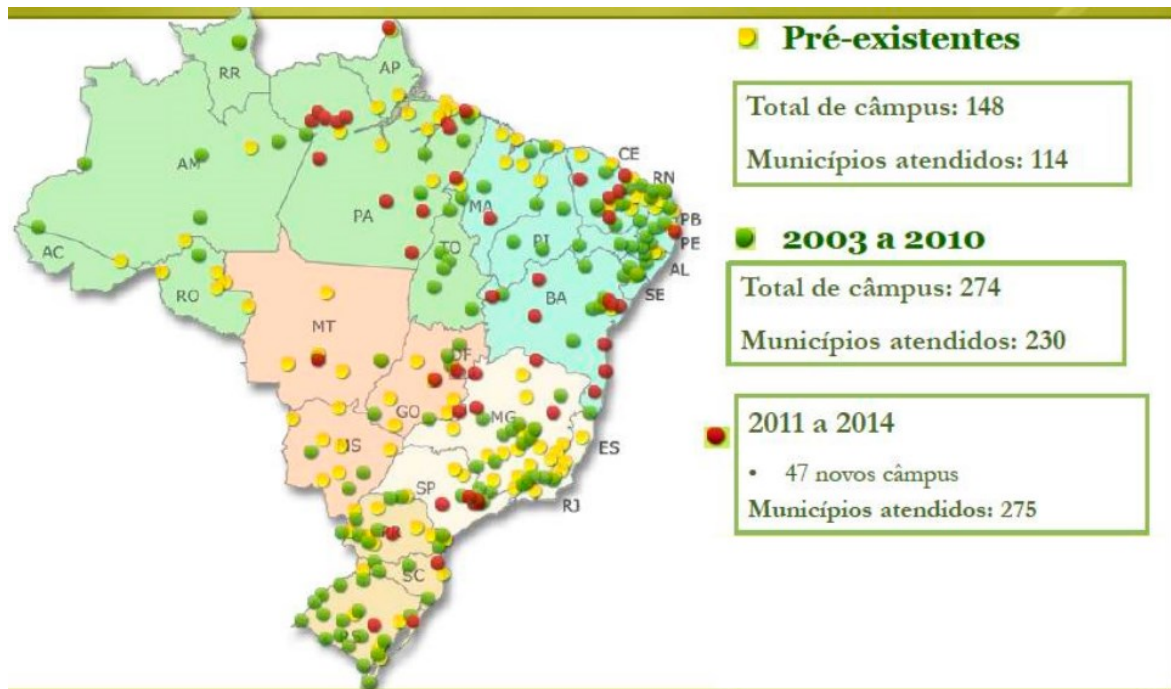 Pré-existentes
Total de câmpus: 148
Municípios atendidos: 114
2003 a 2010
Total de câmpus: 274
Municípios atendidos: 230
2011 a 2014
• 47 novos câmpus
Municípios atendidos: 275
RR
AP
AM
PA
MA
CE
RN
PB
PE
AL
SE
PI
TO
AC
RO
BA
MT
DF
GO
MG
ES
MS
SP
RJ
PR
SC
RS